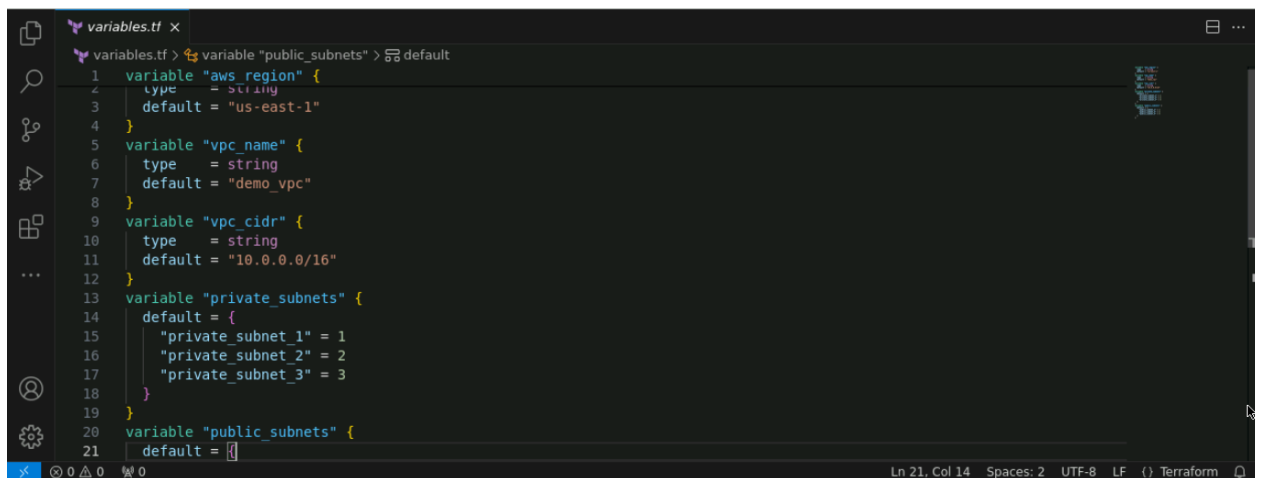 variables.tf ×
variables.tf > variable "public_subnets" > default
1 variable "aws_region" {
2 type = string
3 default = "us-east-1"
4 }
5 variable "vpc_name" {
6 type = string
7 default = "demo_vpc"
8 }
9 variable "vpc_cidr" {
10 type = string
11 default = "10.0.0.0/16"
12 }
13 variable "private_subnets" {
14 default = {
15 "private_subnet_1" = 1
16 "private_subnet_2" = 2
17 "private_subnet_3" = 3
18 }
19 }
20 variable "public_subnets" {
21 default = {
0 0 0 Ln 21, Col 14 Spaces: 2 UTF-8 LF {} Terraform